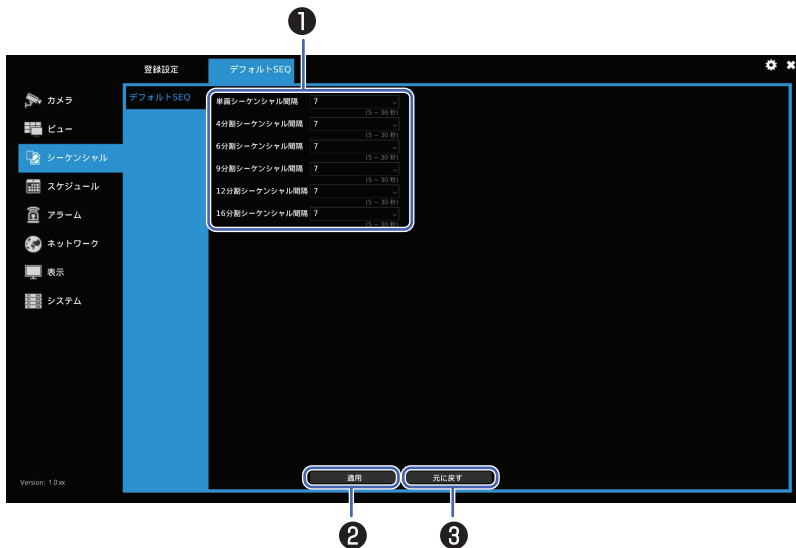 ❶
登録設定
デフォルトSEQ
カメラ
ビュー
シーケンシャル
スケジュール
アラーム
ネットワーク
表示
システム
デフォルトSEQ
単画シーケンシャル間隔 7
(5 ~ 30 秒)
4分割シーケンシャル間隔 7
(5 ~ 30 秒)
6分割シーケンシャル間隔 7
(5 ~ 30 秒)
9分割シーケンシャル間隔 7
(5 ~ 30 秒)
12分割シーケンシャル間隔 7
(5 ~ 30 秒)
16分割シーケンシャル間隔 7
(5 ~ 30 秒)
Version: 1.0.xx
適用
元に戻す
❷
❸